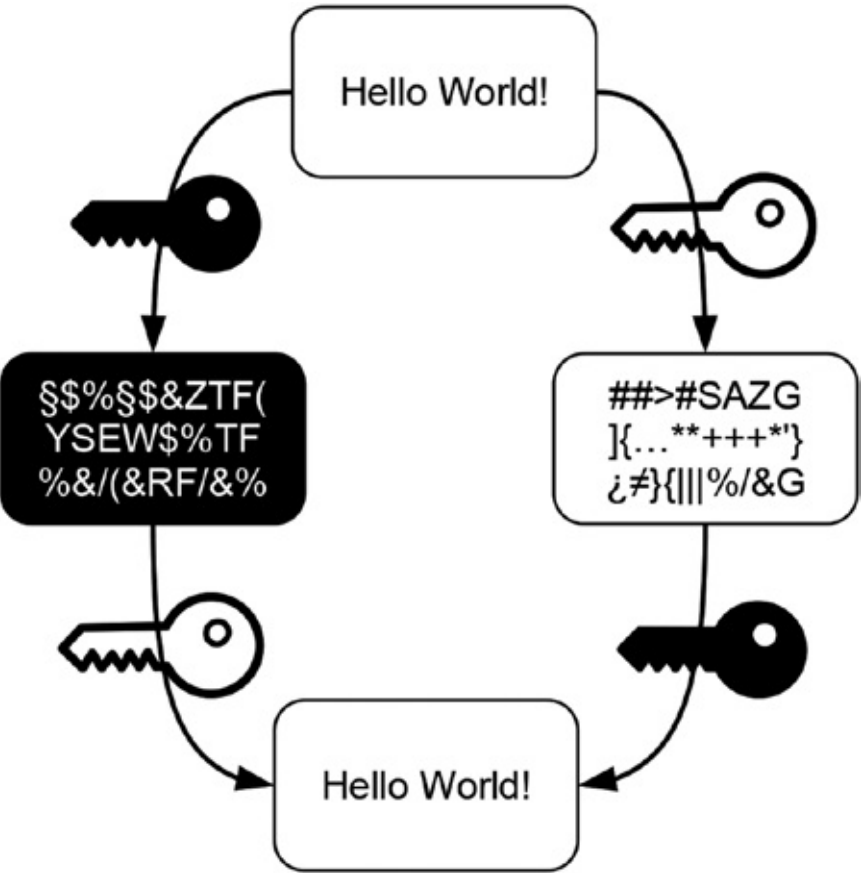 Hello World!
§$%§$&ZTF(
YSEW$%TF
%&/(&RF/&%
##>#SAZG
]{…**+++*'}
¿≠}{|||%/&G
Hello World!